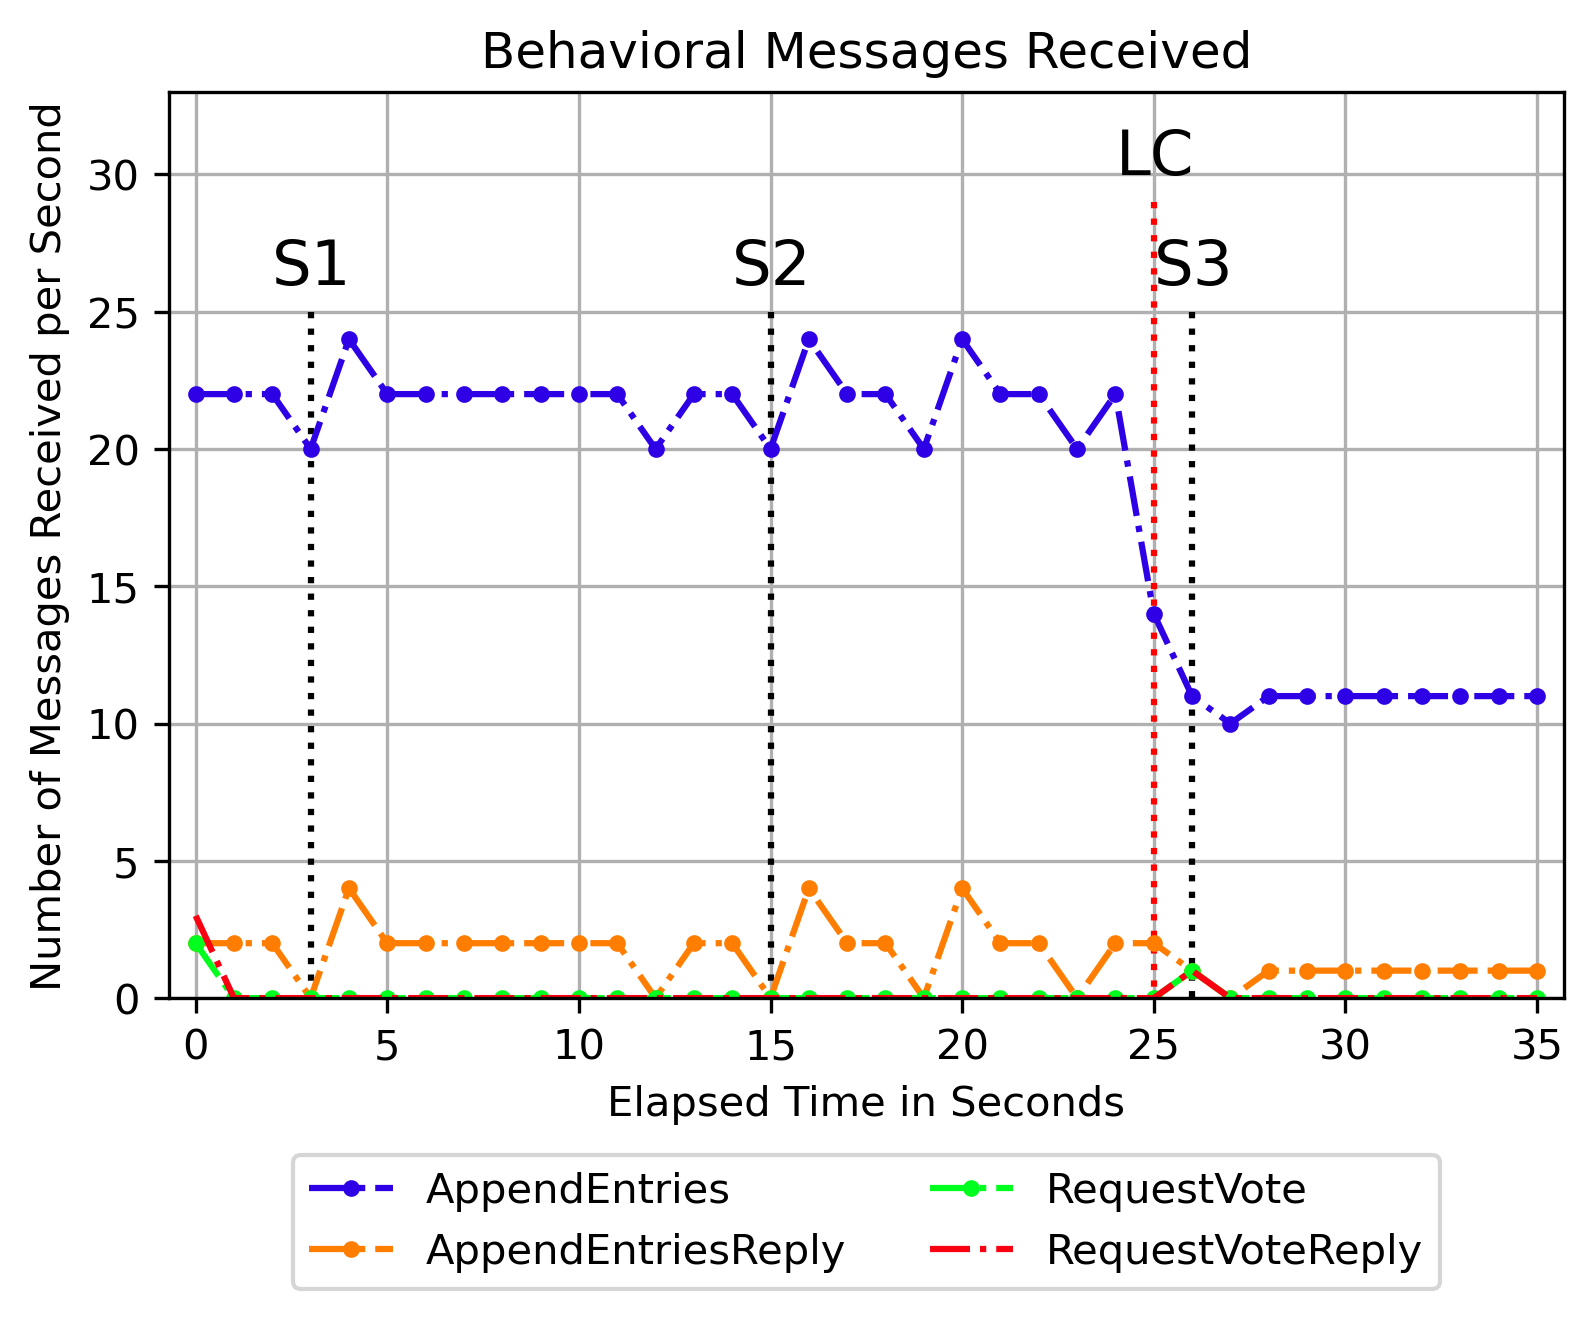 Behavioral Messages Received
Number of Messages Received per Second
30
25
20
15
10
5
0
LC
S1
S2
S3
0 5 10 15 20 25 30 35
Elapsed Time in Seconds
AppendEntries RequestVote
AppendEntriesReply RequestVoteReply